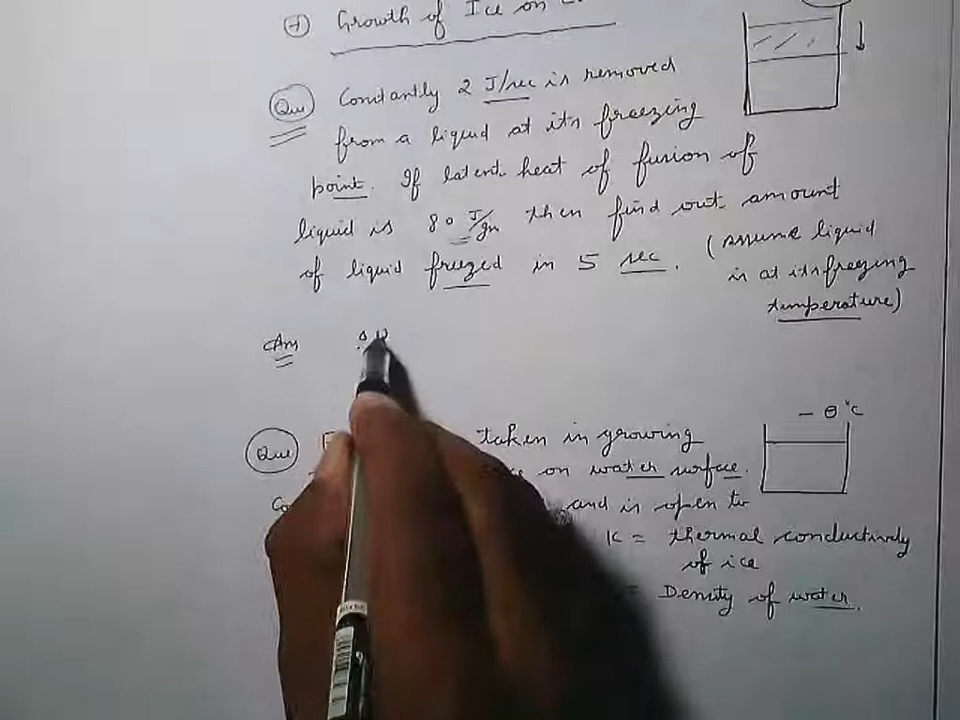 7 Growth of Ice on
Que Constantly 2 J/sec is removed
from a liquid at its freezing
point. If latent heat of fusion of
liquid is 80 J/gm then find out amount
of liquid freezed in 5 sec. (assume liquid
is at its freezing
temperature)
Ans
- θ °C
Que taken in growing
on water surface.
and is open to
K = thermal conductively
of ice
= Density of water.